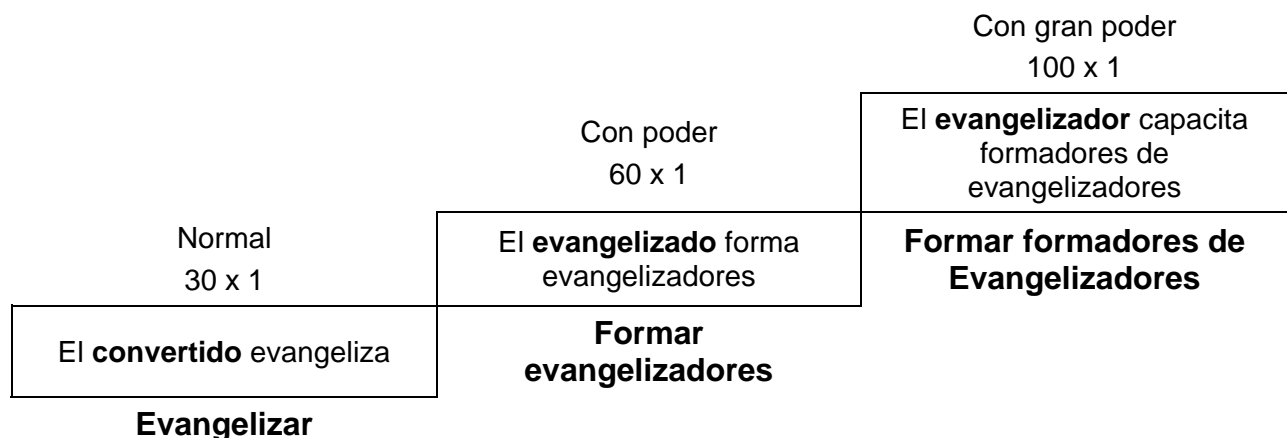 Normal
30 x 1
El convertido evangeliza
Evangelizar
Con poder
60 x 1
El evangelizado forma
evangelizadores
Formar
evangelizadores
Con gran poder
100 x 1
El evangelizador capacita
formadores de
evangelizadores
Formar formadores de
Evangelizadores